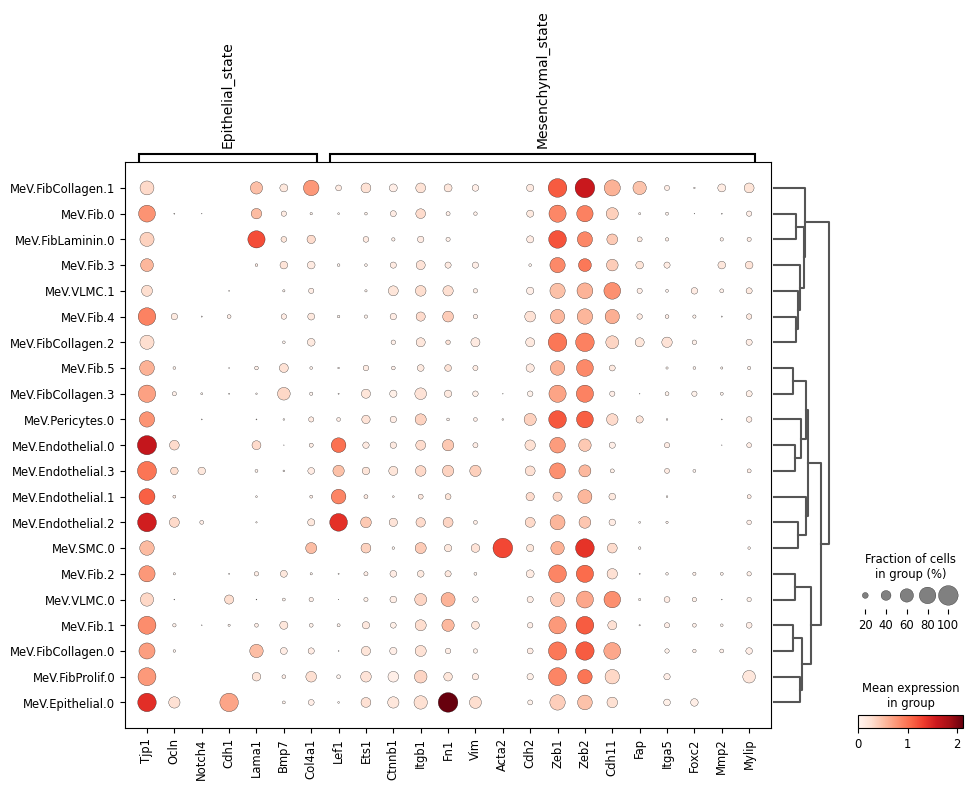 Epithelial_state
Mesenchymal_state
MeV.FibCollagen.1
MeV.Fib.0
MeV.FibLaminin.0
MeV.Fib.3
MeV.VLMC.1
MeV.Fib.4
MeV.FibCollagen.2
MeV.Fib.5
MeV.FibCollagen.3
MeV.Pericytes.0
MeV.Endothelial.0
MeV.Endothelial.3
MeV.Endothelial.1
MeV.Endothelial.2
MeV.SMC.0
MeV.Fib.2
MeV.VLMC.0
MeV.Fib.1
MeV.FibCollagen.0
MeV.FibProlif.0
MeV.Epithelial.0
Tjp1
Ocln
Notch4
Cdh1
Lama1
Bmp7
Col4a1
Lef1
Ets1
Ctnnb1
Itgb1
Fn1
Vim
Acta2
Cdh2
Zeb1
Zeb2
Cdh11
Fap
Itga5
Foxc2
Mmp2
Mylip
Fraction of cells
in group (%)
20 40 60 80 100
Mean expression
in group
0 1 2